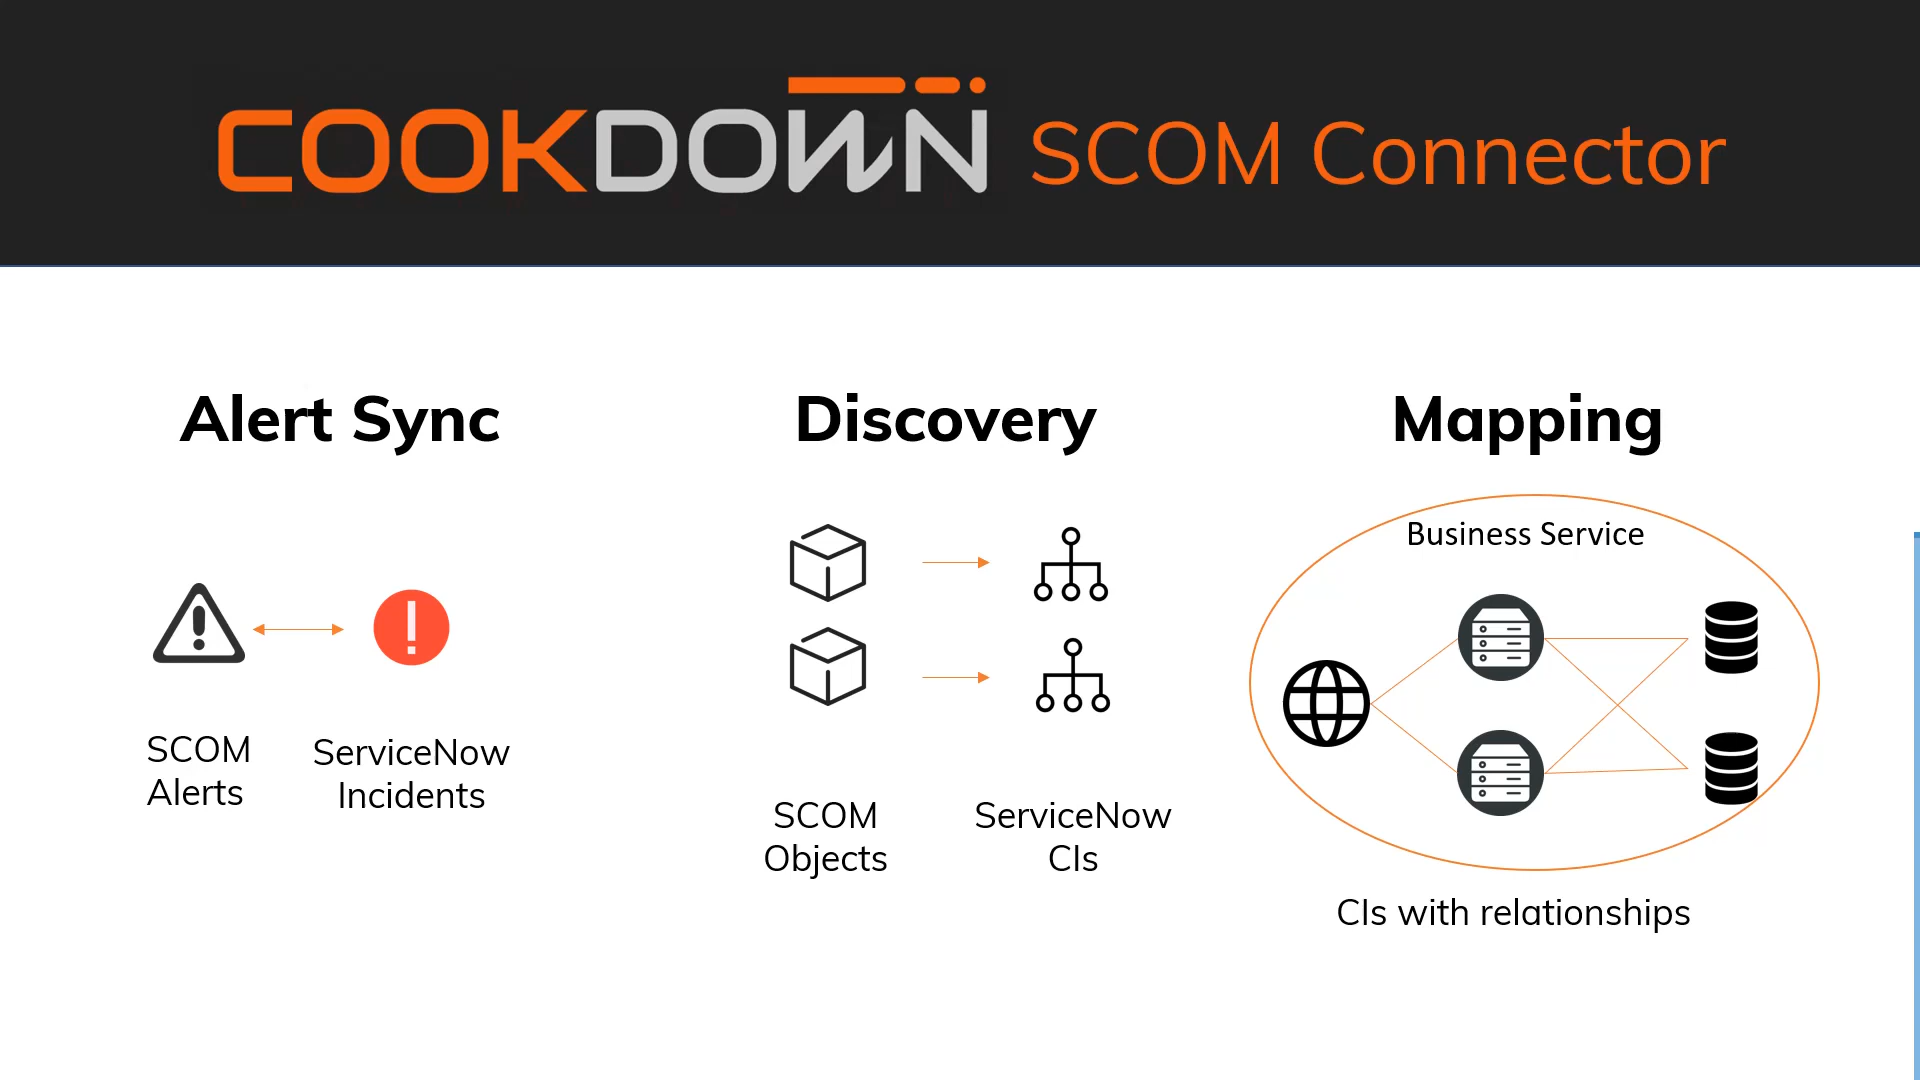 COOKDOWN SCOM Connector
Alert Sync
SCOM
Alerts
ServiceNow
Incidents
Discovery
SCOM
Objects
ServiceNow
CIs
Mapping
Business Service
CIs with relationships